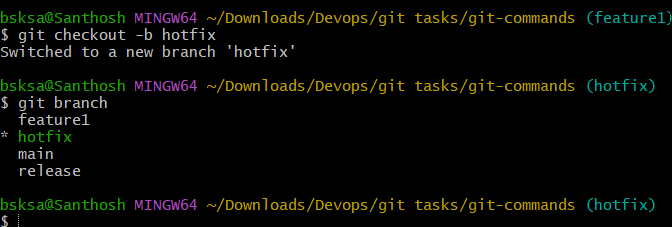 bsksa@Santhosh MINGW64 ~/Downloads/Devops/git tasks/git-commands (feature1)
$ git checkout -b hotfix
Switched to a new branch 'hotfix'
bsksa@Santhosh MINGW64 ~/Downloads/Devops/git tasks/git-commands (hotfix)
$ git branch
  feature1
* hotfix
  main
  release
bsksa@Santhosh MINGW64 ~/Downloads/Devops/git tasks/git-commands (hotfix)
$